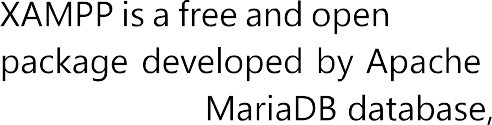 XAMPP is a free and open
package developed by Apache
MariaDB database,